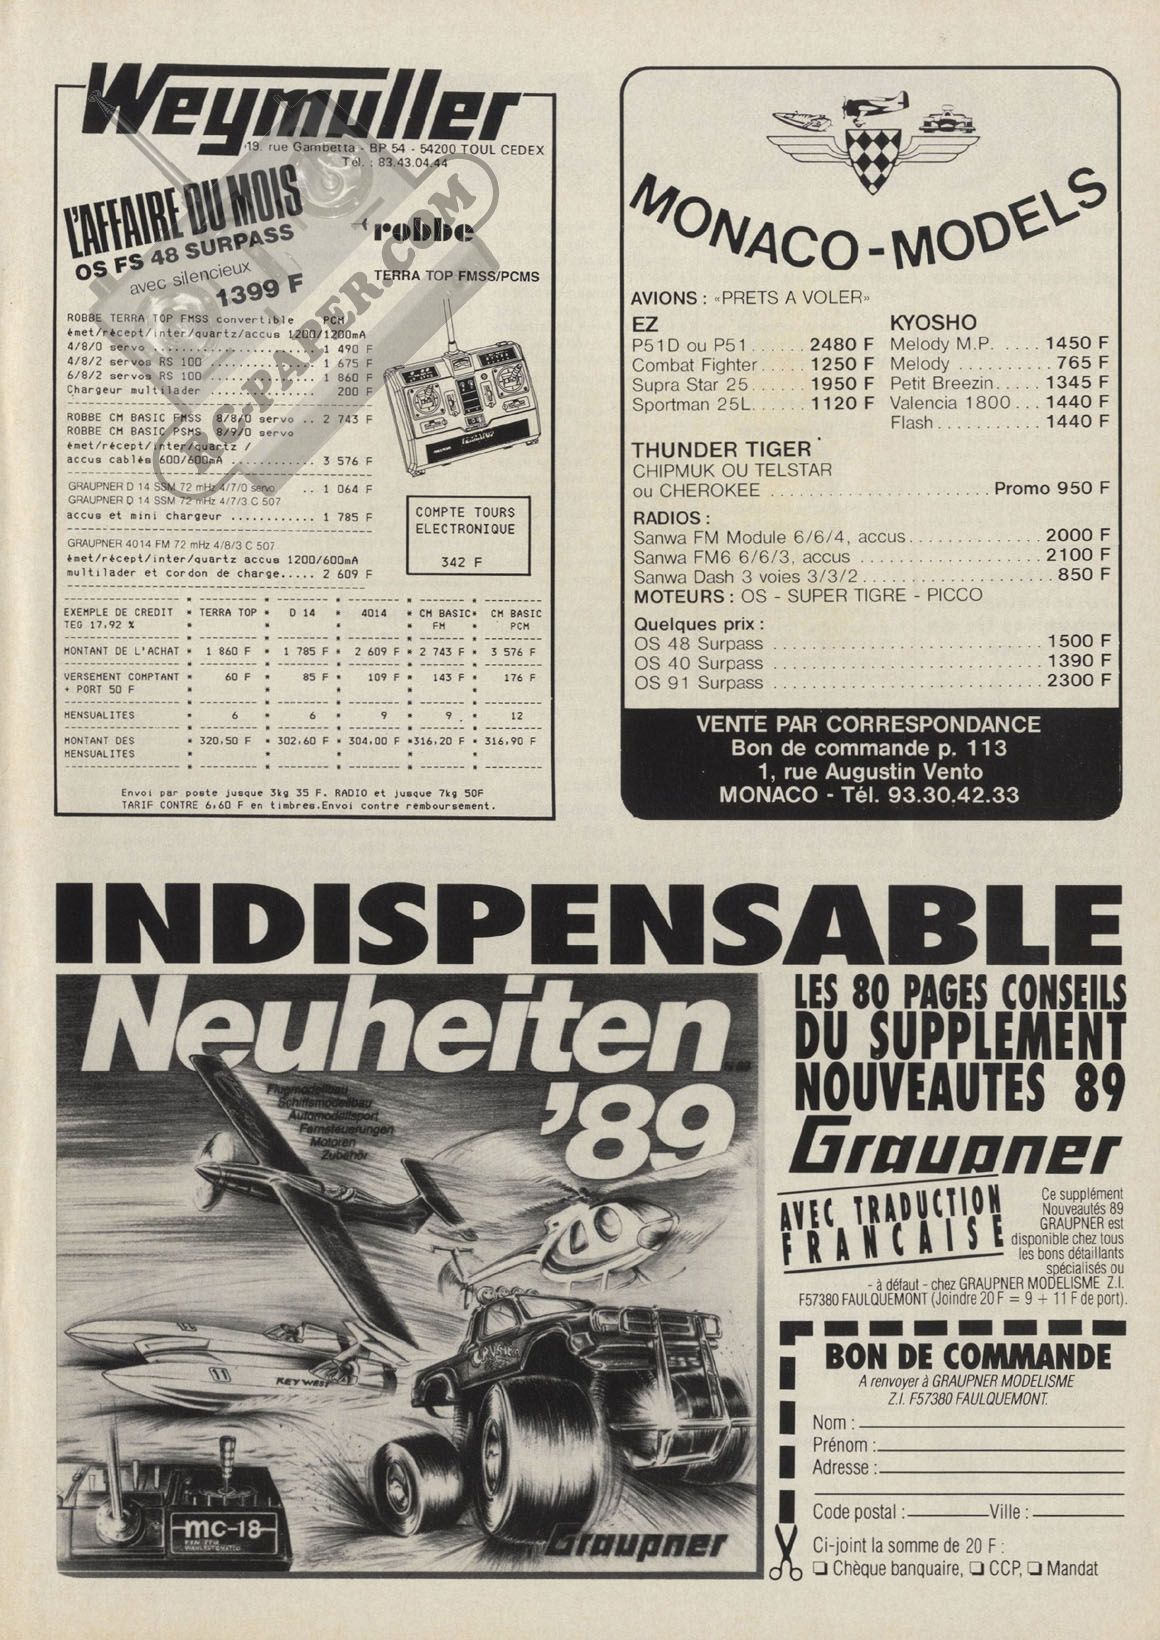 Weymuller
19, rue Gambetta - BP 54 - 54200 TOUL CEDEX
Tél. : 83.43.04.44
L'AFFAIRE DU MOIS
OS FS 48 SURPASS
avec silencieux
1399 F
robbe
TERRA TOP FMSS/PCMS
RC-PAPER.COM
ROBBE TERRA TOP FMSS convertible PCM
émet/récept/inter/quartz/accus 1200/1200mA
4/8/0 servo ..................... 1 490 F
4/8/2 servos RS 100 ............. 1 675 F
6/8/2 servos RS 100 ............. 1 860 F
Chargeur multilader ............. 200 F
ROBBE CM BASIC FMSS 8/8/0 servo .. 2 743 F
ROBBE CM BASIC PSMS 8/9/0 servo
émet/récept/inter/quartz /
accus cablés 600/600mA ............ 3 576 F
GRAUPNER D 14 SSM 72 mHz 4/7/0 servo .. 1 064 F
GRAUPNER D 14 SSM 72 mHz 4/7/3 C 507
accus et mini chargeur ............ 1 785 F
GRAUPNER 4014 FM 72 mHz 4/8/3 C 507
émet/récept/inter/quartz accus 1200/600mA
multilader et cordon de charge..... 2 609 F
COMPTE TOURS
ELECTRONIQUE
342 F
EXEMPLE DE CREDIT * TERRA TOP * D 14 * 4014 * CM BASIC* CM BASIC
TEG 17,92 % * * * * FM * PCM
MONTANT DE L'ACHAT * 1 860 F * 1 785 F * 2 609 F * 2 743 F * 3 576 F
VERSEMENT COMPTANT * 60 F * 85 F * 109 F * 143 F * 176 F
+ PORT 50 F
MENSUALITES * 6 * 6 * 9 * 9 . * 12
MONTANT DES * 320,50 F * 302,60 F * 304,00 F *316,20 F * 316,90 F
MENSUALITES
Envoi par poste jusque 3kg 35 F. RADIO et jusque 7kg 50F
TARIF CONTRE 6,60 F en timbres.Envoi contre remboursement.
MONACO-MODELS
AVIONS : «PRETS A VOLER»
EZ
P51D ou P51 ...... 2480 F
Combat Fighter ..... 1250 F
Supra Star 25 ...... 1950 F
Sportman 25L ...... 1120 F
KYOSHO
Melody M.P. .... 1450 F
Melody .......... 765 F
Petit Breezin.... 1345 F
Valencia 1800... 1440 F
Flash ........... 1440 F
THUNDER TIGER
CHIPMUK OU TELSTAR
ou CHEROKEE ........................ Promo 950 F
RADIOS :
Sanwa FM Module 6/6/4, accus.............. 2000 F
Sanwa FM6 6/6/3, accus .................... 2100 F
Sanwa Dash 3 voies 3/3/2.................... 850 F
MOTEURS : OS - SUPER TIGRE - PICCO
Quelques prix :
OS 48 Surpass ............................ 1500 F
OS 40 Surpass ............................ 1390 F
OS 91 Surpass ............................ 2300 F
VENTE PAR CORRESPONDANCE
Bon de commande p. 113
1, rue Augustin Vento
MONACO - Tél. 93.30.42.33
INDISPENSABLE
Neuheiten
'89
Flugmodellbau
Schiffsmodellbau
Automodellsport
Fernsteuerungen
Motoren
Zubehör
11
KEY WEST
mc-18
Graupner
LES 80 PAGES CONSEILS
DU SUPPLEMENT
NOUVEAUTES 89
Graupner
AVEC TRADUCTION
FRANCAISE
Ce supplément
Nouveautés 89
GRAUPNER est
disponible chez tous
les bons détaillants
spécialisés ou
- à défaut - chez GRAUPNER MODELISME Z.I.
F57380 FAULQUEMONT (Joindre 20 F = 9 + 11 F de port).
BON DE COMMANDE
A renvoyer à GRAUPNER MODELISME
Z.I. F57380 FAULQUEMONT.
Nom :
Prénom :
Adresse :
Code postal : Ville :
Ci-joint la somme de 20 F :
❑ Chèque banquaire, ❑ CCP, ❑ Mandat